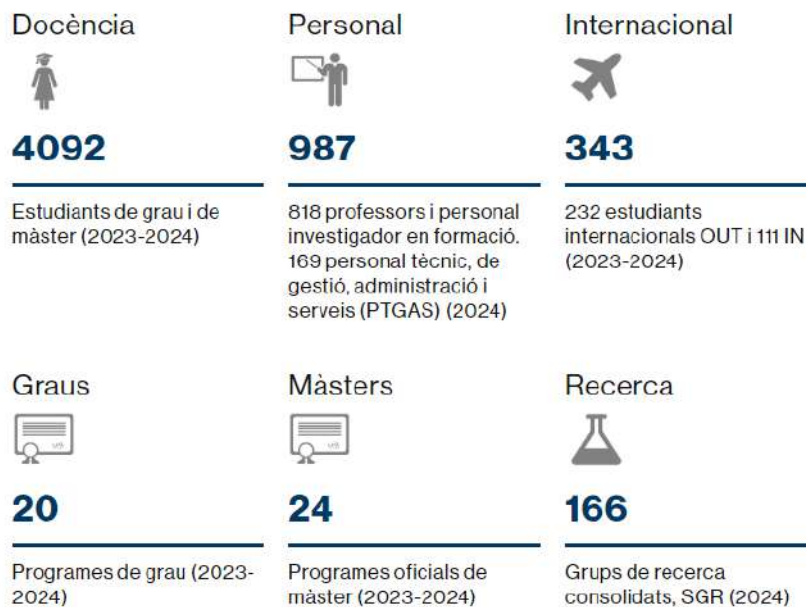 Docència
4092
Estudiants de grau i de
màster (2023-2024)
Personal
987
818 professors i personal
investigador en formació.
169 personal tècnic, de
gestió, administració i
serveis (PTGAS) (2024)
Internacional
343
232 estudiants
internacionals OUT i 111 IN
(2023-2024)
Graus
20
Programes de grau (2023-
2024)
Màsters
24
Programes oficials de
màster (2023-2024)
Recerca
166
Grups de recerca
consolidats, SGR (2024)